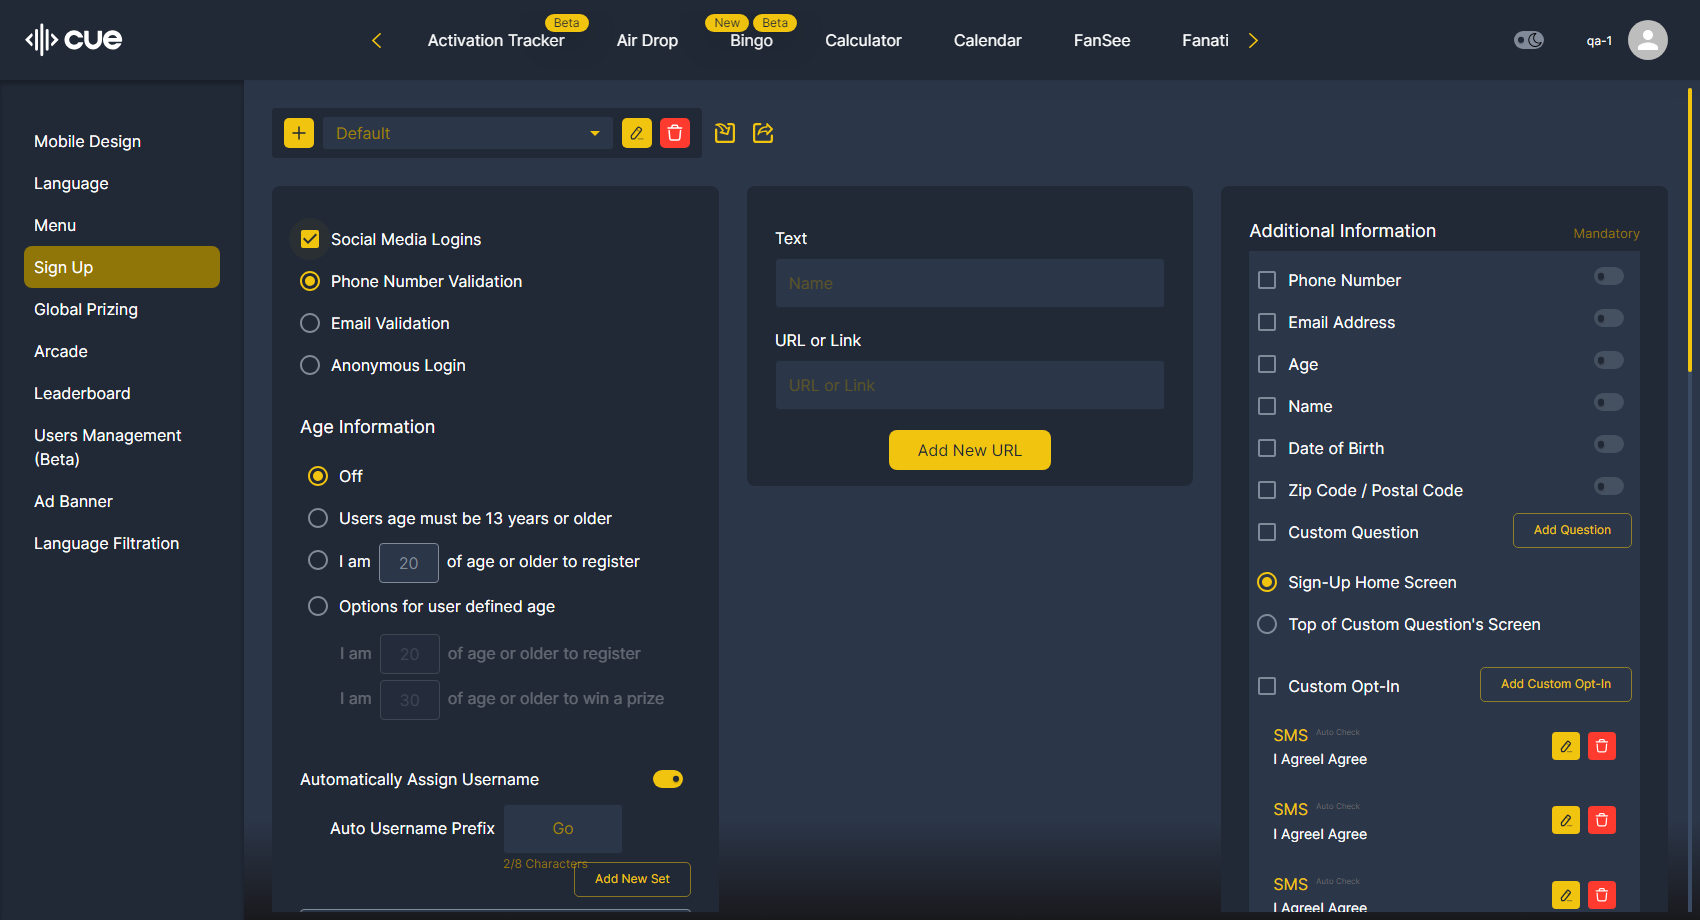 cue
Activation Tracker
Beta
Air Drop
New
Beta
Bingo
Calculator
Calendar
FanSee
Fanati
qa-1
Mobile Design
Language
Menu
Sign Up
Global Prizing
Arcade
Leaderboard
Users Management
(Beta)
Ad Banner
Language Filtration
Default
Social Media Logins
Phone Number Validation
Email Validation
Anonymous Login
Age Information
Off
Users age must be 13 years or older
I am 20 of age or older to register
Options for user defined age
I am 20 of age or older to register
I am 30 of age or older to win a prize
Automatically Assign Username
Auto Username Prefix Go
2/8 Characters
Add New Set
Text
Name
URL or Link
URL or Link
Add New URL
Additional Information
Mandatory
Phone Number
Email Address
Age
Name
Date of Birth
Zip Code / Postal Code
Custom Question
Add Question
Sign-Up Home Screen
Top of Custom Question's Screen
Custom Opt-In
Add Custom Opt-In
SMS Auto Check
I AgreeI Agree
SMS Auto Check
I AgreeI Agree
SMS Auto Check
I AgreeI Agree